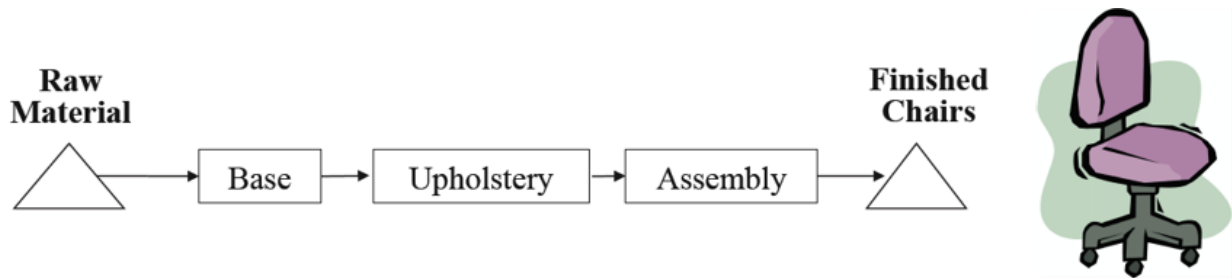 Raw
Material
Base
Upholstery
Assembly
Finished
Chairs